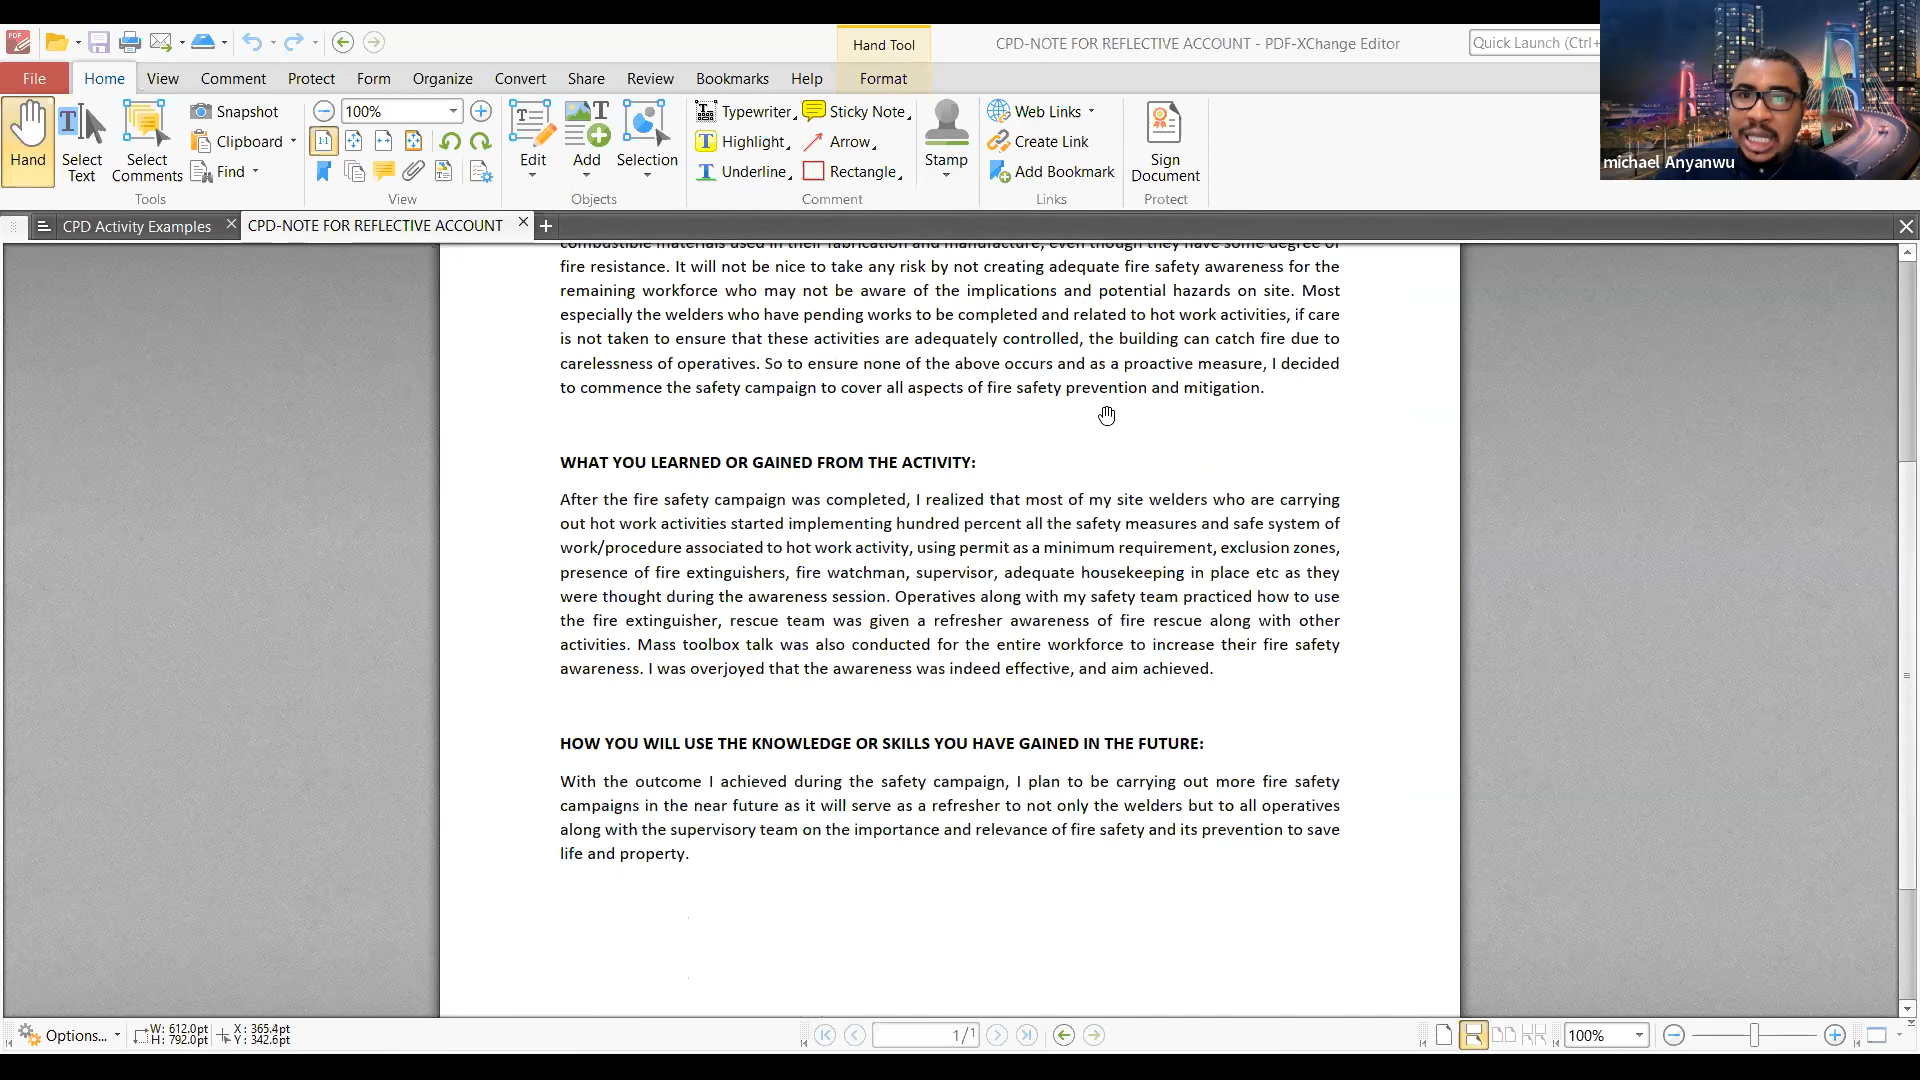 Hand Tool
CPD-NOTE FOR REFLECTIVE ACCOUNT - PDF-XChange Editor
Quick Launch (Ctrl+
File
Home
View
Comment
Protect
Form
Organize
Convert
Share
Review
Bookmarks
Help
Format
michael Anyanwu
Hand
Select Text
Select Comments
Snapshot
Clipboard
Find
Tools
100%
View
Edit
Add
Selection
Objects
Typewriter
Highlight
Underline
Sticky Note
Arrow
Rectangle
Stamp
Comment
Web Links
Create Link
Add Bookmark
Links
Sign Document
Protect
CPD Activity Examples
CPD-NOTE FOR REFLECTIVE ACCOUNT
combustible materials used in their fabrication and manufacture, even though they have some degree of
fire resistance. It will not be nice to take any risk by not creating adequate fire safety awareness for the
remaining workforce who may not be aware of the implications and potential hazards on site. Most
especially the welders who have pending works to be completed and related to hot work activities, if care
is not taken to ensure that these activities are adequately controlled, the building can catch fire due to
carelessness of operatives. So to ensure none of the above occurs and as a proactive measure, I decided
to commence the safety campaign to cover all aspects of fire safety prevention and mitigation.
WHAT YOU LEARNED OR GAINED FROM THE ACTIVITY:
After the fire safety campaign was completed, I realized that most of my site welders who are carrying
out hot work activities started implementing hundred percent all the safety measures and safe system of
work/procedure associated to hot work activity, using permit as a minimum requirement, exclusion zones,
presence of fire extinguishers, fire watchman, supervisor, adequate housekeeping in place etc as they
were thought during the awareness session. Operatives along with my safety team practiced how to use
the fire extinguisher, rescue team was given a refresher awareness of fire rescue along with other
activities. Mass toolbox talk was also conducted for the entire workforce to increase their fire safety
awareness. I was overjoyed that the awareness was indeed effective, and aim achieved.
HOW YOU WILL USE THE KNOWLEDGE OR SKILLS YOU HAVE GAINED IN THE FUTURE:
With the outcome I achieved during the safety campaign, I plan to be carrying out more fire safety
campaigns in the near future as it will serve as a refresher to not only the welders but to all operatives
along with the supervisory team on the importance and relevance of fire safety and its prevention to save
life and property.
Options...
W: 612.0pt
H: 792.0pt
X: 365.4pt
Y: 342.6pt
1/1
100%